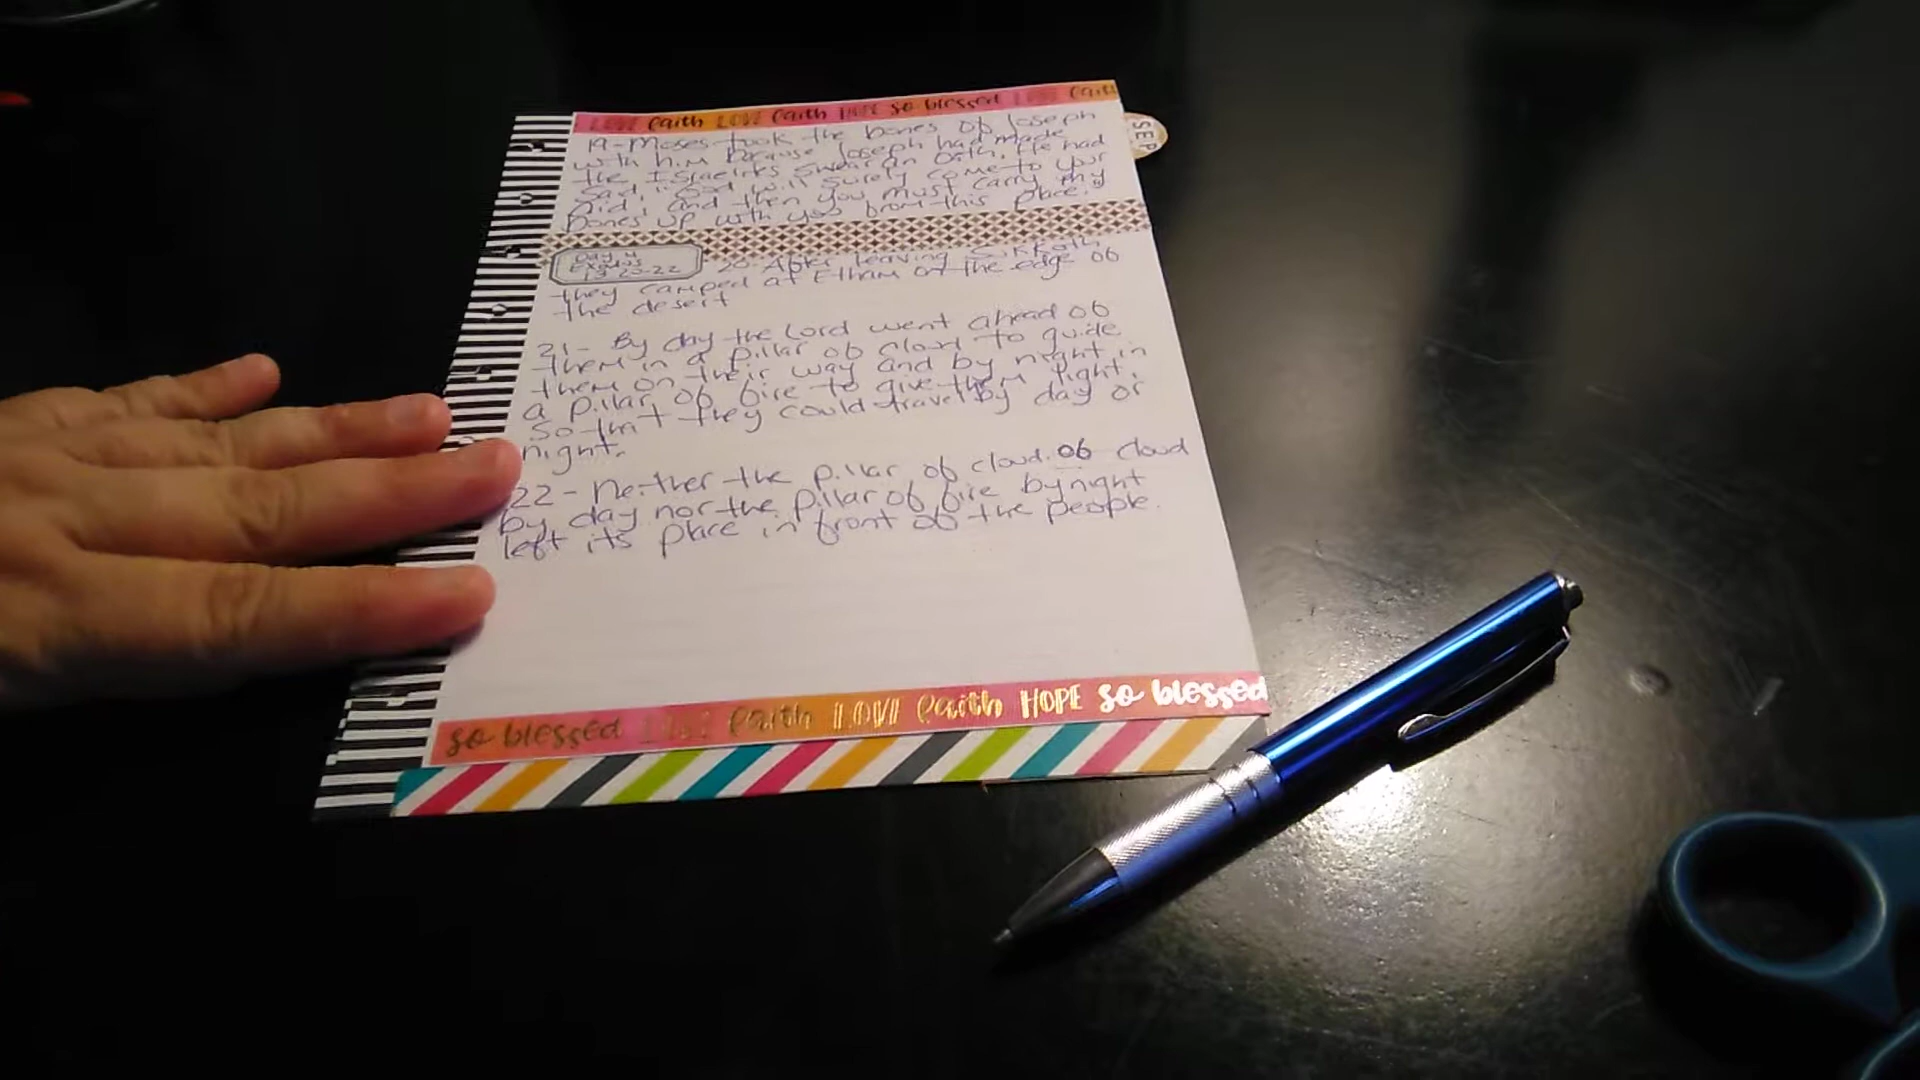 LOVE faith LOVE faith HOPE so blessed LOVE faith
SEP
19- Moses took the bones of Joseph
with him because Joseph had made
the Israelites swear an oath. He had
said, "God will surely come to your
aid, and then you must carry my
bones up with you from this place."
Day 4
Exodus
13:20-22
20- After leaving Sukkoth
they camped at Etham on the edge of
the desert
21- By day the Lord went ahead of
them in a pillar of cloud to guide
them on their way and by night in
a pillar of fire to give them light,
so that they could travel by day or
night.
22- Neither the pillar of cloud of cloud
by day nor the pillar of fire by night
left its place in front of the people.
so blessed LOVE faith LOVE faith HOPE so blessed